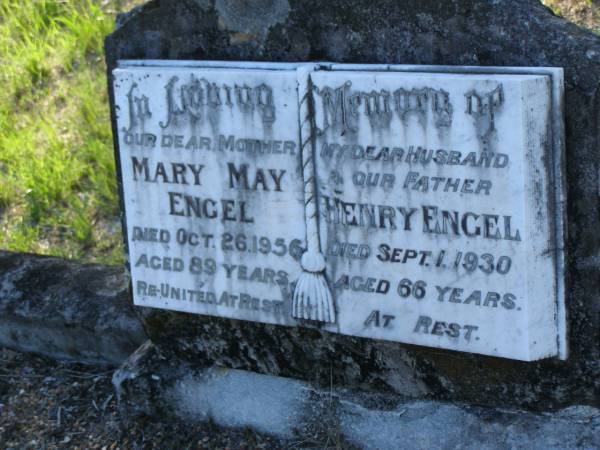 In Loving Memory of
OUR DEAR MOTHER
MARY MAY
ENGEL
DIED OCT. 26, 1956
AGED 89 YEARS
RE-UNITED AT REST
MY DEAR HUSBAND
& OUR FATHER
HENRY ENGEL
DIED SEPT. 1. 1930
AGED 66 YEARS.
AT REST.